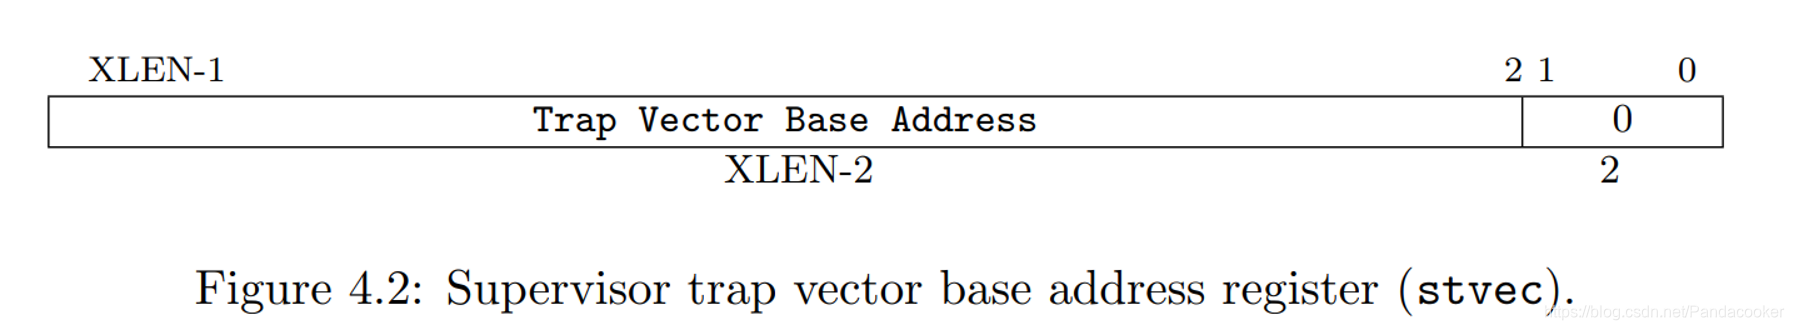 XLEN-1 2 1 0
Trap Vector Base Address 0
XLEN-2 2
Figure 4.2: Supervisor trap vector base address register (stvec).
https://blog.csdn.net/Pandacooker